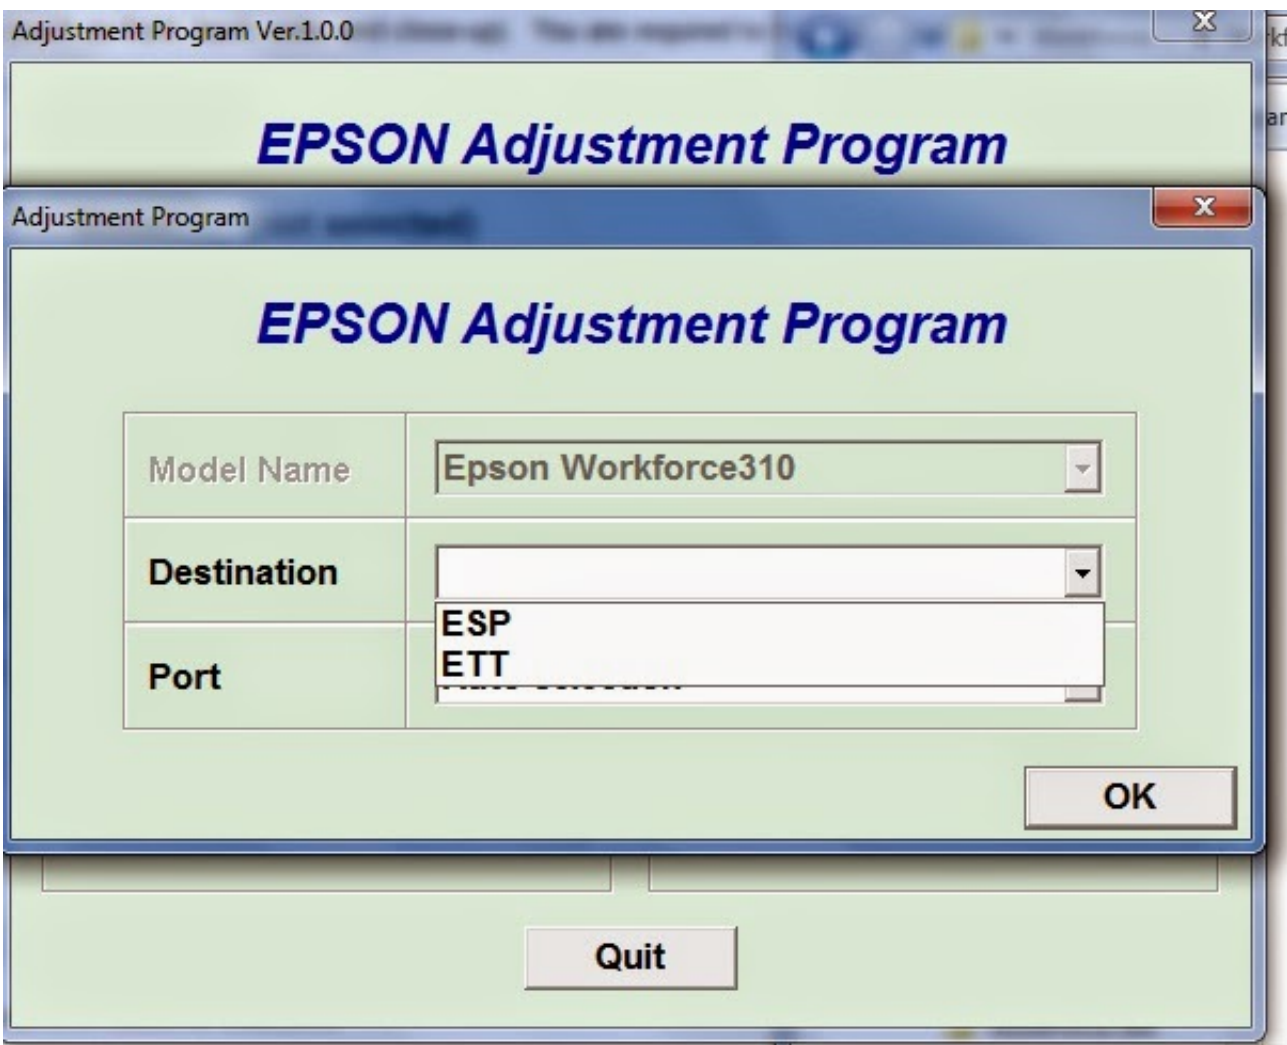 Adjustment Program Ver.1.0.0
EPSON Adjustment Program
Adjustment Program
EPSON Adjustment Program
Model Name
Epson Workforce310
Destination
ESP
ETT
Port
OK
Quit